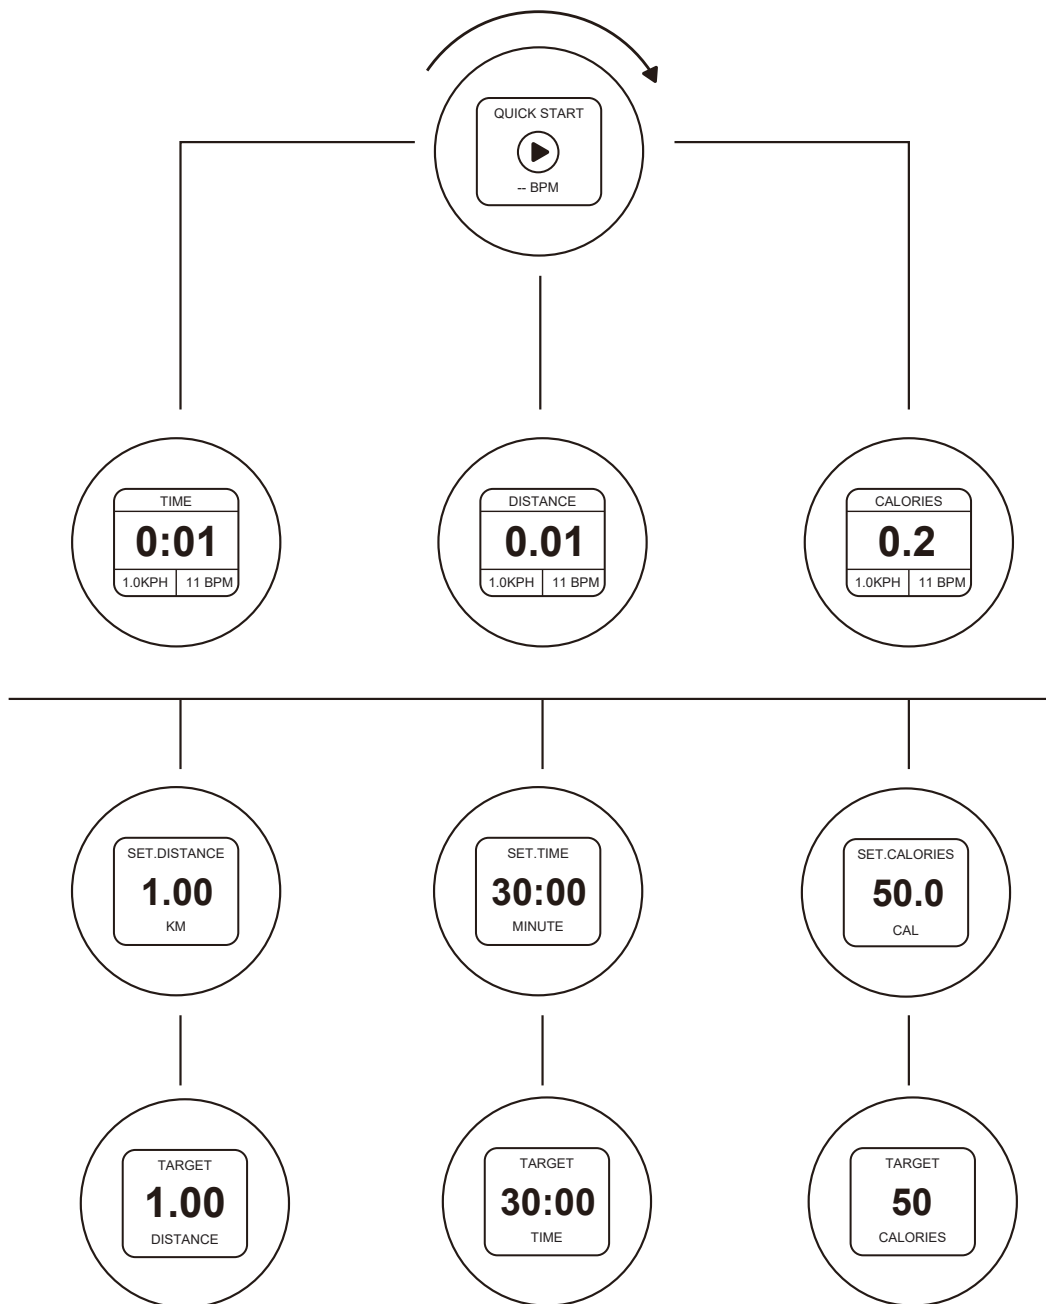 QUICK START
-- BPM
TIME
0:01
1.0KPH 11 BPM
DISTANCE
0.01
1.0KPH 11 BPM
CALORIES
0.2
1.0KPH 11 BPM
SET.DISTANCE
1.00
KM
SET.TIME
30:00
MINUTE
SET.CALORIES
50.0
CAL
TARGET
1.00
DISTANCE
TARGET
30:00
TIME
TARGET
50
CALORIES